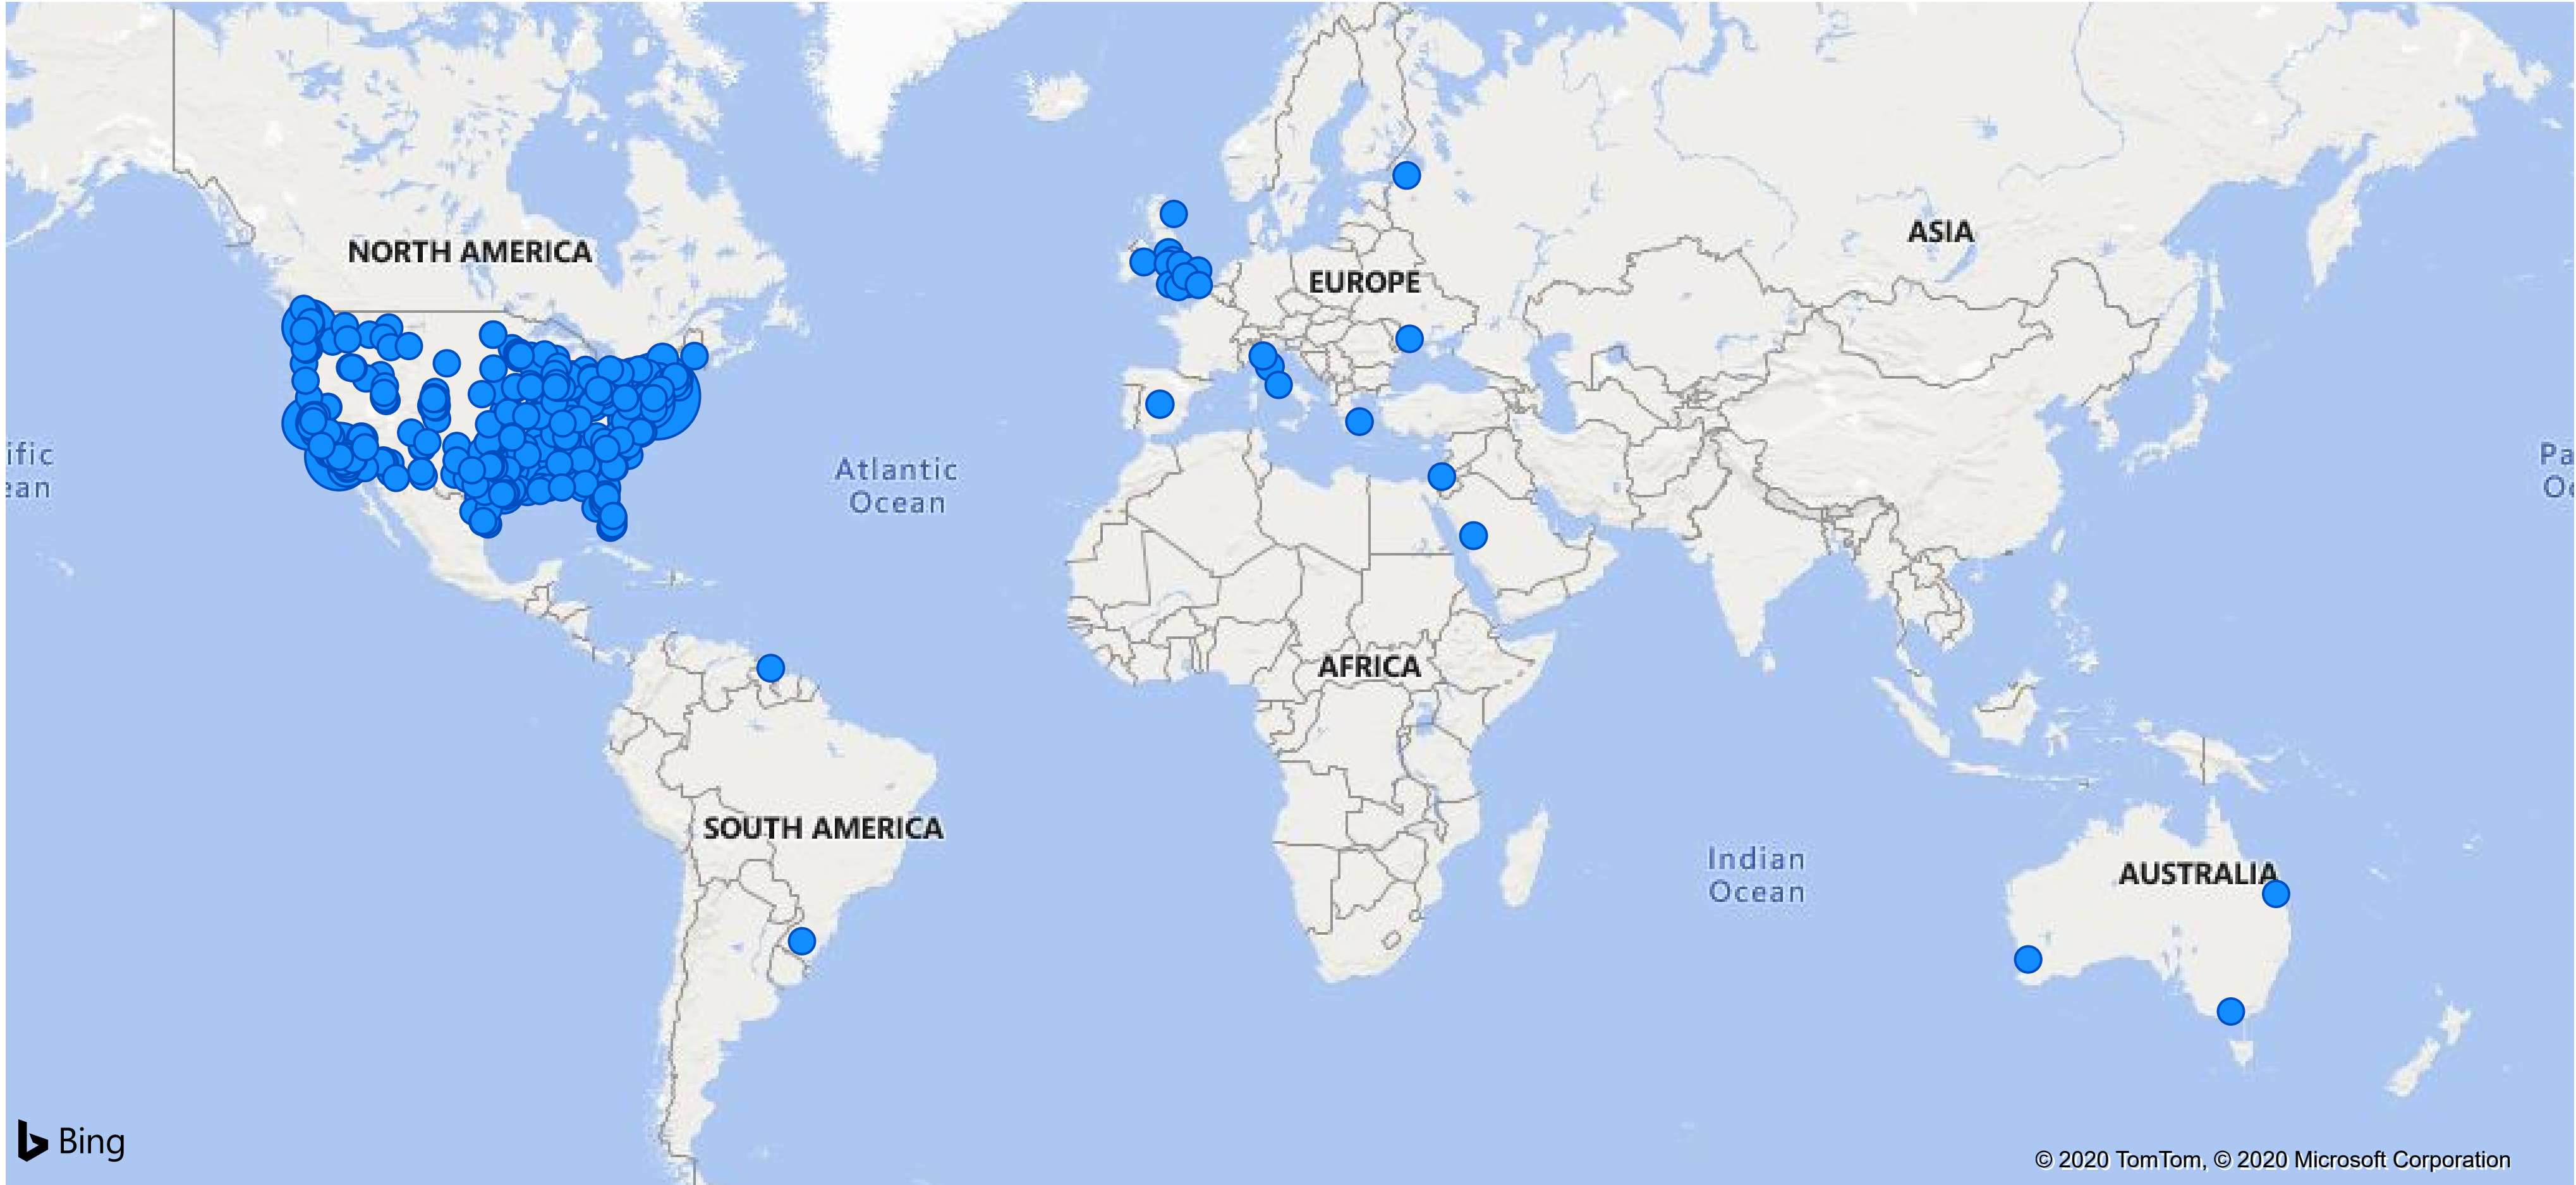 ASIA
NORTH AMERICA
EUROPE
ific
ean
Atlantic
Ocean
Pa
Oc
AFRICA
SOUTH AMERICA
Indian
Ocean
AUSTRALIA
Bing
© 2020 TomTom, © 2020 Microsoft Corporation